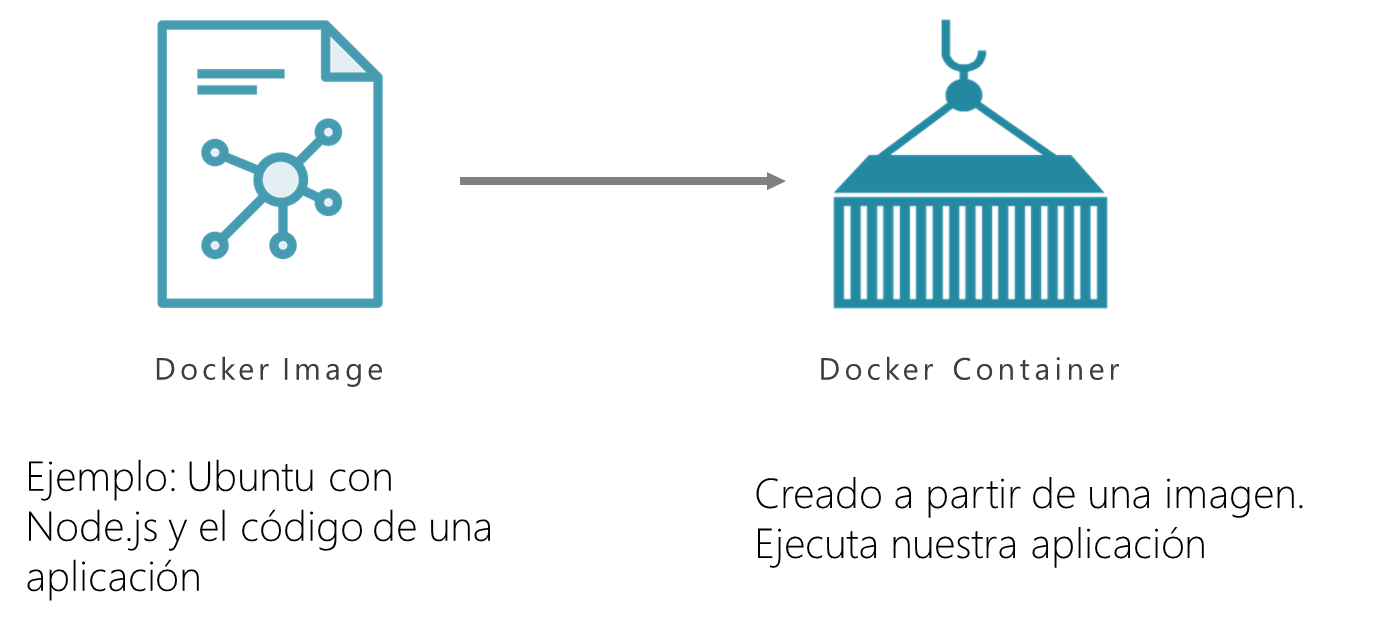 Docker Image
Docker Container
Ejemplo: Ubuntu con
Node.js y el código de una
aplicación
Creado a partir de una imagen.
Ejecuta nuestra aplicación